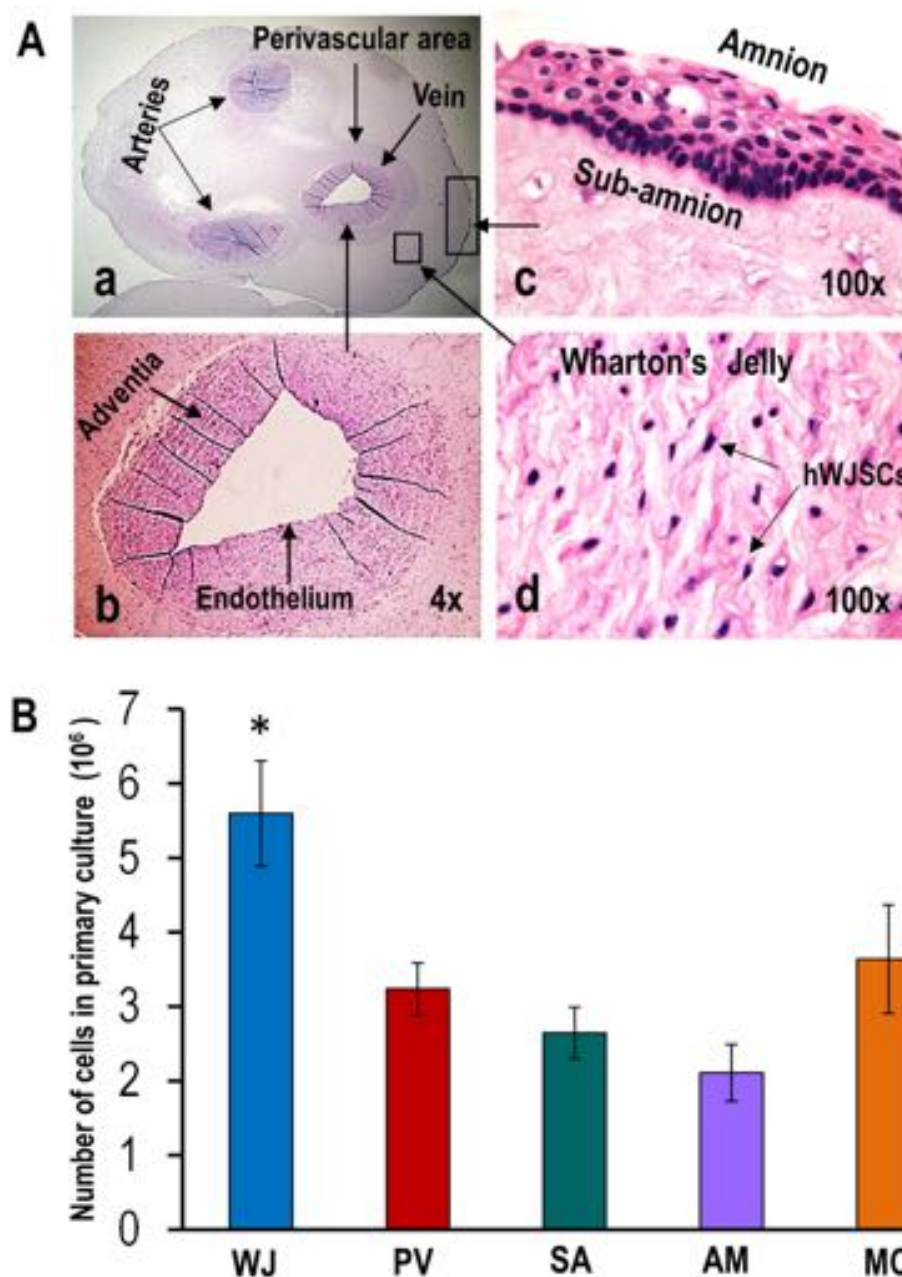 A
Perivascular area
Vein
Arteries
a
Amnion
Sub-amnion
c
100x
Adventia
Endothelium
b
4x
Wharton's Jelly
hWJSCs
d
100x
B
Number of cells in primary culture (10⁶)
7
6
5
4
3
2
1
0
*
WJ
PV
SA
AM